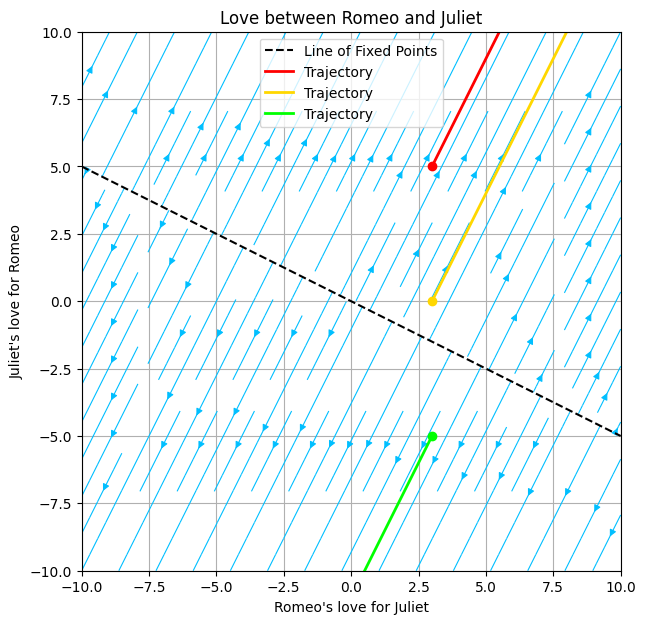 Love between Romeo and Juliet
Line of Fixed Points
Trajectory
Trajectory
Trajectory
10.0
7.5
5.0
2.5
0.0
−2.5
−5.0
−7.5
−10.0
Juliet's love for Romeo
−10.0 −7.5 −5.0 −2.5 0.0 2.5 5.0 7.5 10.0
Romeo's love for Juliet